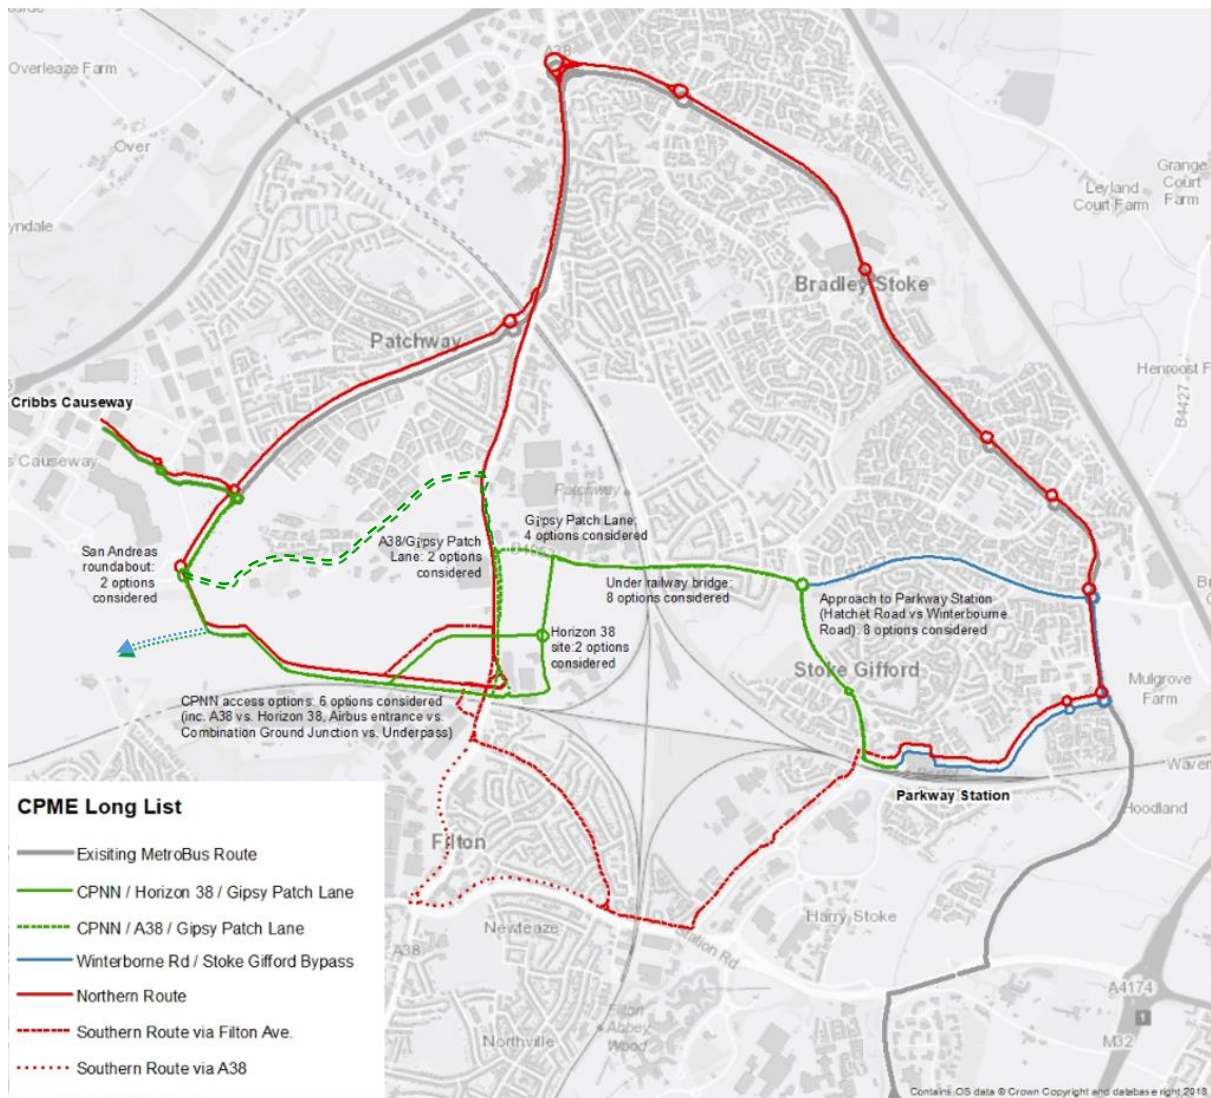 A38
Overleaze Farm
Over
Grange
Court
Farm
Leyland
Court Farm
yndale
Bradley Stoke
Patchway
Henroost F
B4427
Cribbs Causeway
s Causeway
Patchway
Gipsy Patch Lane:
4 options considered
A38/Gipsy Patch
Lane: 2 options
considered
San Andreas
roundabout:
2 options
considered
Under railway bridge:
8 options considered
Approach to Parkway Station
(Hatchet Road vs Winterbourne
Road): 8 options considered
Horizon 38
site:2 options
considered
Stoke Gifford
Mulgrove
Farm
CPNN access options: 6 options considered
(inc. A38 vs. Horizon 38, Airbus entrance vs.
Combination Ground Junction vs. Underpass)
Parkway Station
Hoodland
CPME Long List
Exisiting MetroBus Route
CPNN / Horizon 38 / Gipsy Patch Lane
CPNN / A38 / Gipsy Patch Lane
Winterborne Rd / Stoke Gifford Bypass
Northern Route
Southern Route via Filton Ave.
Southern Route via A38
Filton
Harry Stoke
Newleaze
Station Rd
A38
A4174
1
Filton
Abbey
Wood
Northville
M32
Contains OS data © Crown Copyright and database right 2018